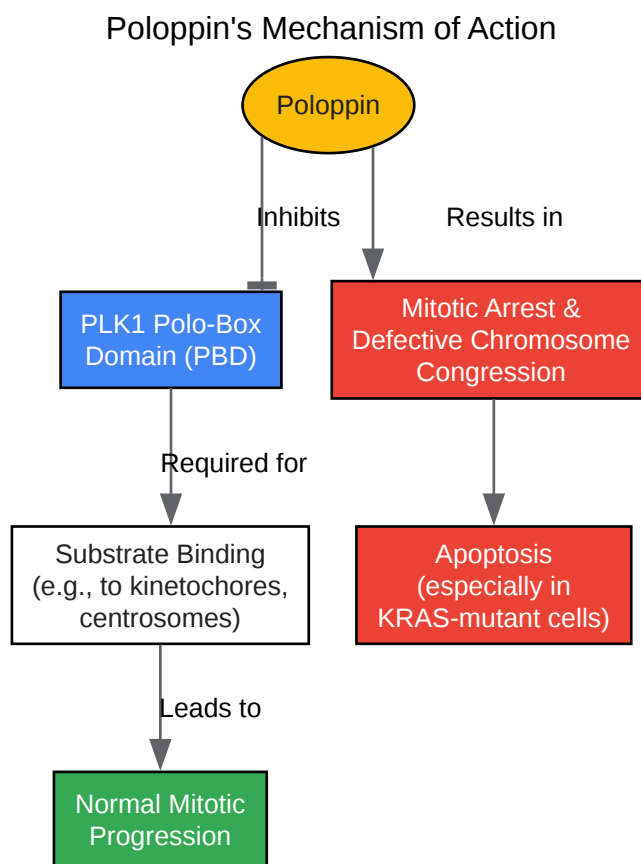 Poloppin's Mechanism of Action
Poloppin
Inhibits
Results in
PLK1 Polo-Box
Domain (PBD)
Mitotic Arrest &
Defective Chromosome
Congression
Required for
Substrate Binding
(e.g., to kinetochores,
centrosomes)
Apoptosis
(especially in
KRAS-mutant cells)
Leads to
Normal Mitotic
Progression